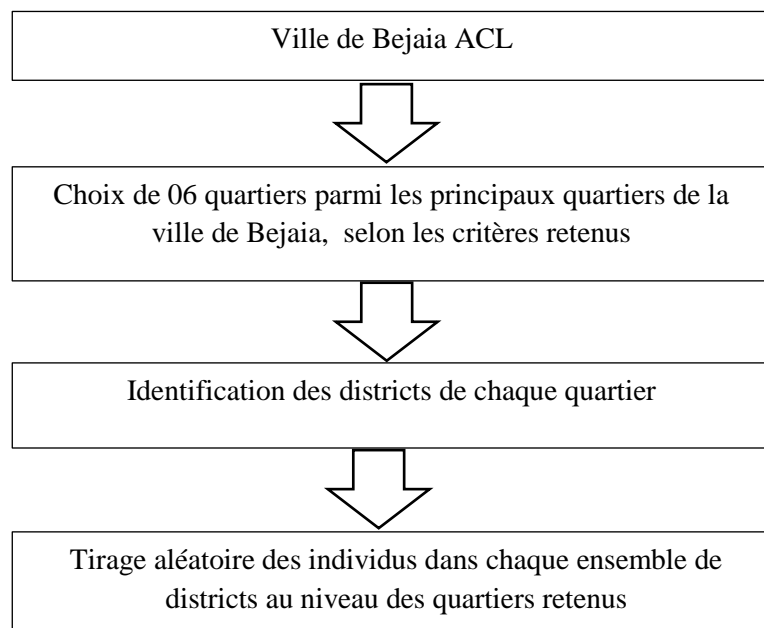 Ville de Bejaia ACL
Choix de 06 quartiers parmi les principaux quartiers de la
ville de Bejaia, selon les critères retenus
Identification des districts de chaque quartier
Tirage aléatoire des individus dans chaque ensemble de
districts au niveau des quartiers retenus